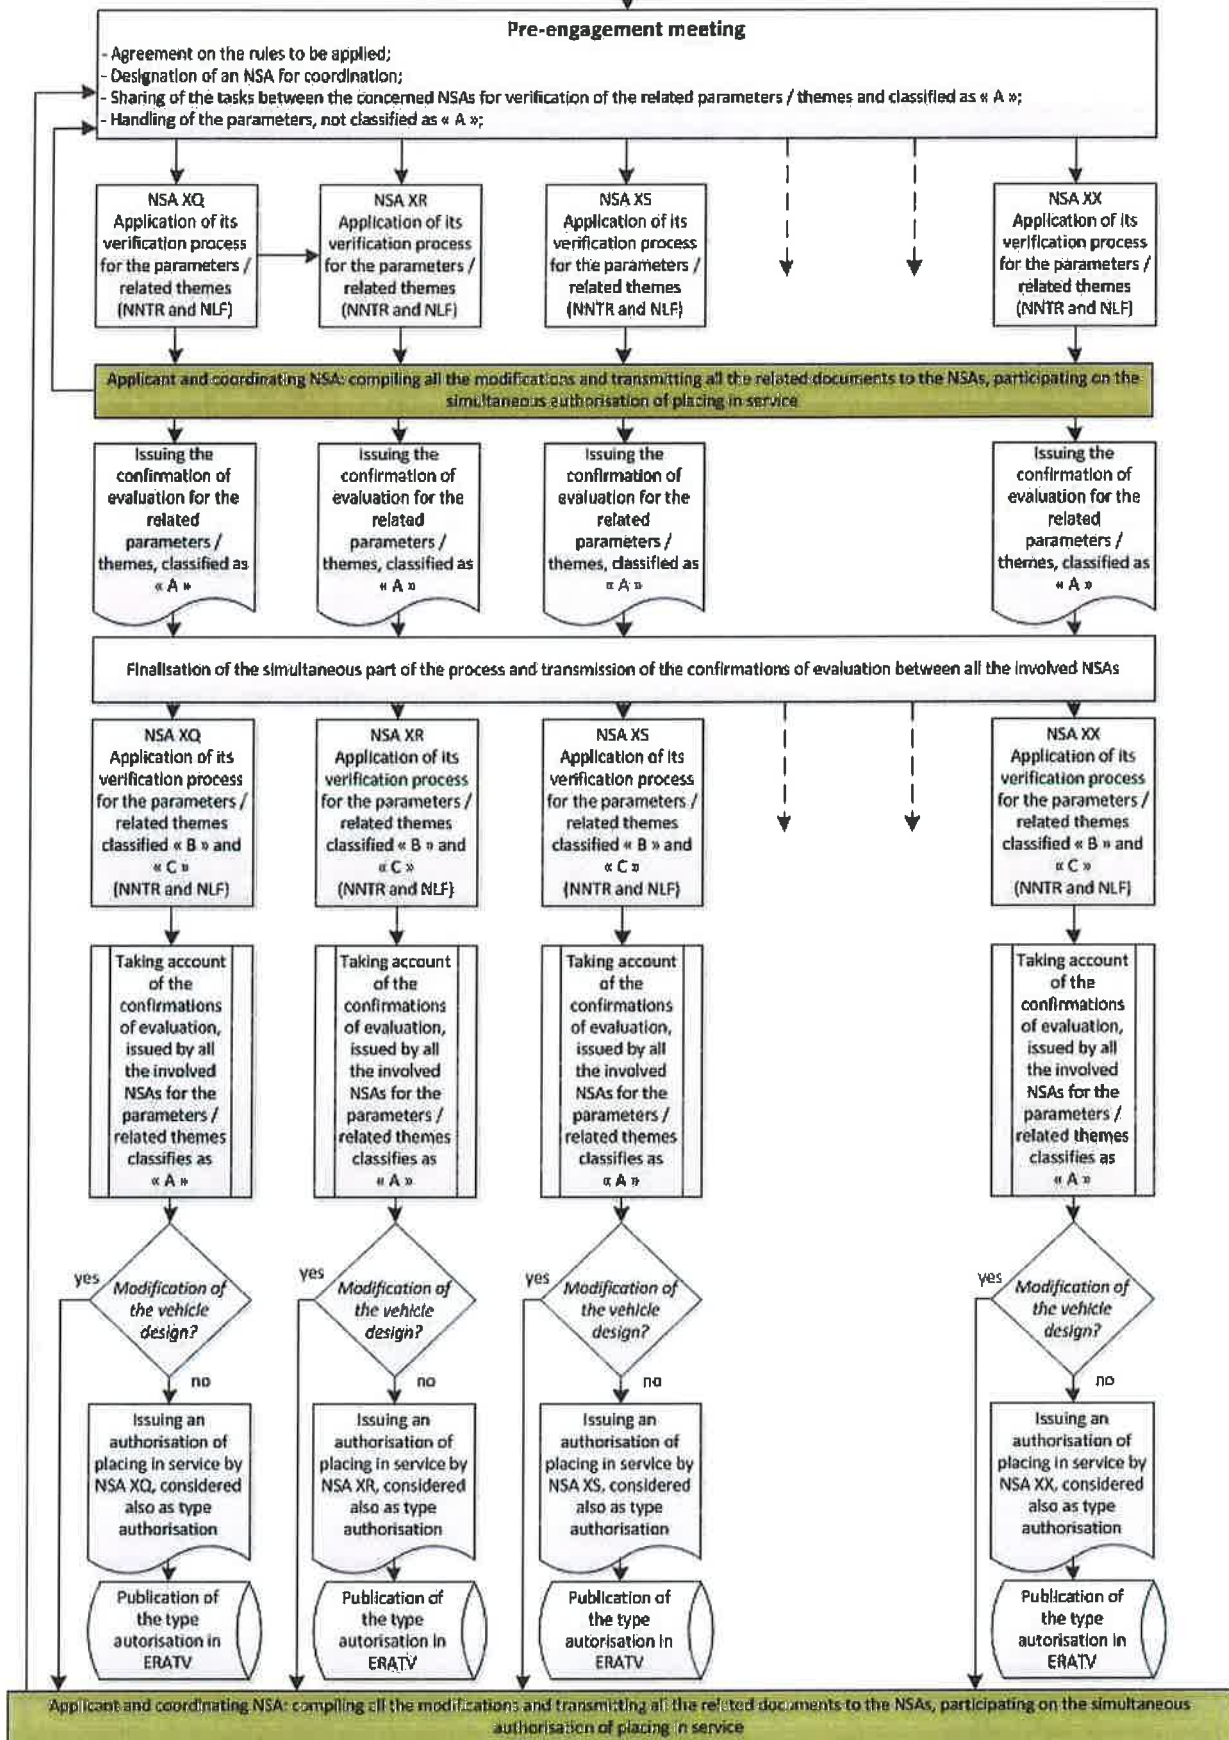 Pre-engagement meeting
- Agreement on the rules to be applied;
- Designation of an NSA for coordination;
- Sharing of the tasks between the concerned NSAs for verification of the related parameters / themes and classified as « A »;
- Handling of the parameters, not classified as « A »;
NSA XQ
Application of its
verification process
for the parameters /
related themes
(NNTR and NLF)
NSA XR
Application of its
verification process
for the parameters /
related themes
(NNTR and NLF)
NSA XS
Application of its
verification process
for the parameters /
related themes
(NNTR and NLF)
NSA XX
Application of its
verification process
for the parameters /
related themes
(NNTR and NLF)
Applicant and coordinating NSA: compiling all the modifications and transmitting all the related documents to the NSAs, participating on the
simultaneous authorisation of placing in service
Issuing the
confirmation of
evaluation for the
related
parameters /
themes, classified as
« A »
Issuing the
confirmation of
evaluation for the
related
parameters /
themes, classified as
« A »
Issuing the
confirmation of
evaluation for the
related
parameters /
themes, classified as
« A »
Issuing the
confirmation of
evaluation for the
related
parameters /
themes, classified as
« A »
Finalisation of the simultaneous part of the process and transmission of the confirmations of evaluation between all the involved NSAs
NSA XQ
Application of its
verification process
for the parameters /
related themes
classified « B » and
« C »
(NNTR and NLF)
NSA XR
Application of its
verification process
for the parameters /
related themes
classified « B » and
« C »
(NNTR and NLF)
NSA XS
Application of its
verification process
for the parameters /
related themes
classified « B » and
« C »
(NNTR and NLF)
NSA XX
Application of its
verification process
for the parameters /
related themes
classified « B » and
« C »
(NNTR and NLF)
Taking account
of the
confirmations
of evaluation,
issued by all
the involved
NSAs for the
parameters /
related themes
classifies as
« A »
Taking account
of the
confirmations
of evaluation,
issued by all
the involved
NSAs for the
parameters /
related themes
classifies as
« A »
Taking account
of the
confirmations
of evaluation,
issued by all
the involved
NSAs for the
parameters /
related themes
classifies as
« A »
Taking account
of the
confirmations
of evaluation,
issued by all
the involved
NSAs for the
parameters /
related themes
classifies as
« A »
yes
Modification of
the vehicle
design?
no
yes
Modification of
the vehicle
design?
no
yes
Modification of
the vehicle
design?
no
yes
Modification of
the vehicle
design?
no
Issuing an
authorisation of
placing in service by
NSA XQ, considered
also as type
authorisation
Issuing an
authorisation of
placing in service by
NSA XR, considered
also as type
authorisation
Issuing an
authorisation of
placing in service by
NSA XS, considered
also as type
authorisation
Issuing an
authorisation of
placing in service by
NSA XX, considered
also as type
authorisation
Publication of
the type
autorisation in
ERATV
Publication of
the type
autorisation in
ERATV
Publication of
the type
autorisation in
ERATV
Publication of
the type
autorisation in
ERATV
Applicant and coordinating NSA: compiling all the modifications and transmitting all the related documents to the NSAs, participating on the simultaneous
authorisation of placing in service